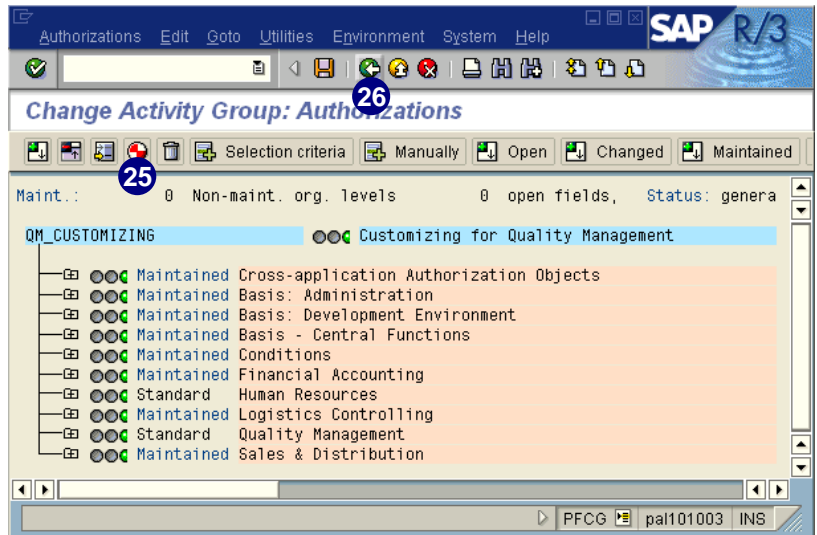 Authorizations Edit Goto Utilities Environment System Help
SAP R/3
26
Change Activity Group: Authorizations
Selection criteria Manually Open Changed Maintained
25
Maint.: 0 Non-maint. org. levels 0 open fields, Status: genera
QM_CUSTOMIZING Customizing for Quality Management
Maintained Cross-application Authorization Objects
Maintained Basis: Administration
Maintained Basis: Development Environment
Maintained Basis - Central Functions
Maintained Conditions
Maintained Financial Accounting
Standard Human Resources
Maintained Logistics Controlling
Standard Quality Management
Maintained Sales & Distribution
PFCG pal101003 INS